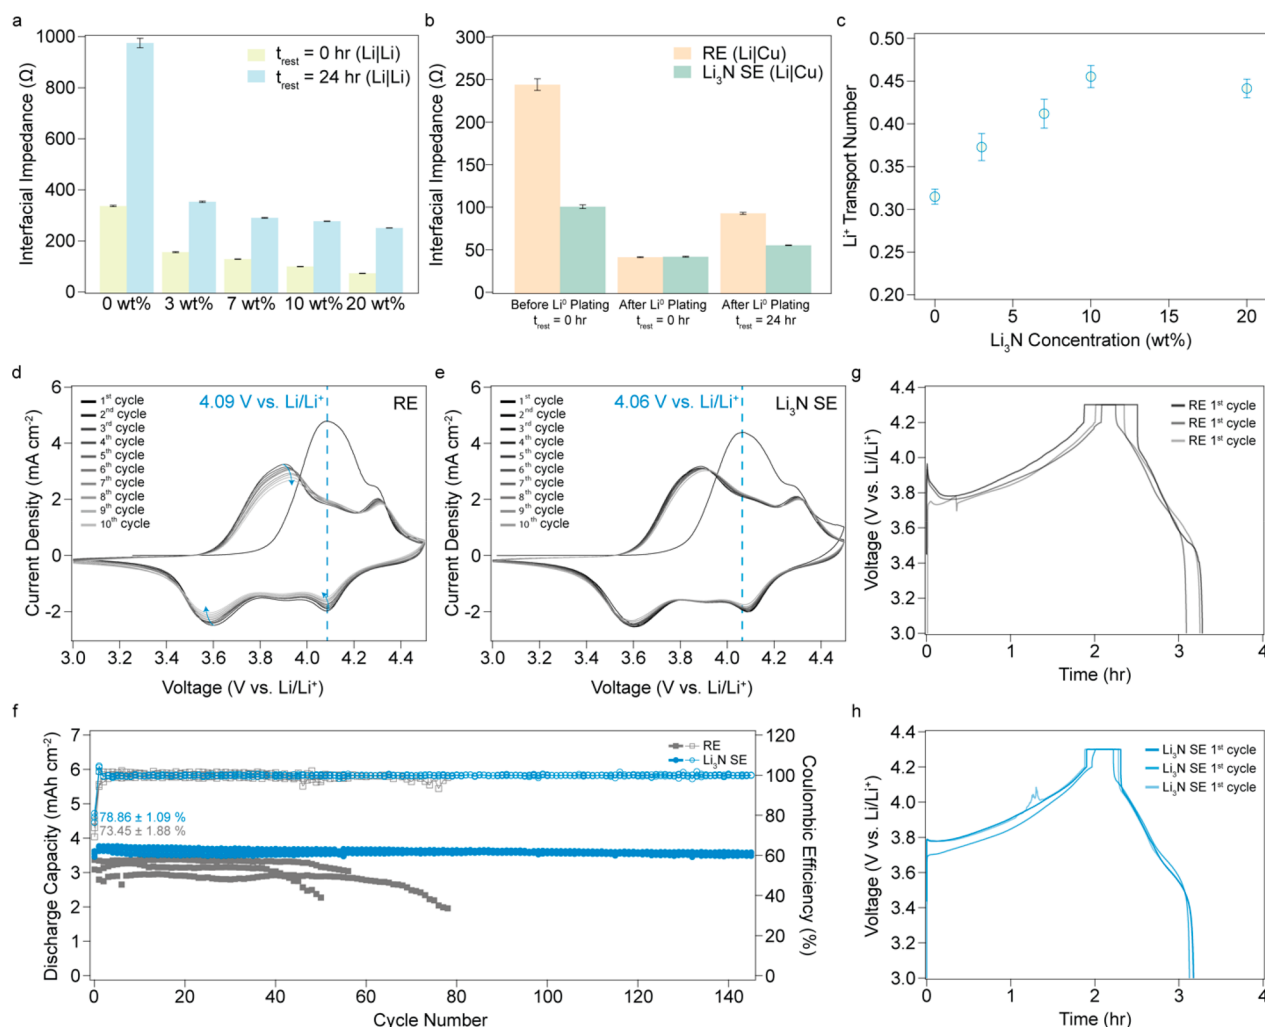 a
Interfacial Impedance (Ω)
1000
800
600
400
200
0
t_rest = 0 hr (Li|Li)
t_rest = 24 hr (Li|Li)
0 wt% 3 wt% 7 wt% 10 wt% 20 wt%
b
Interfacial Impedance (Ω)
300
250
200
150
100
50
0
RE (Li|Cu)
Li₃N SE (Li|Cu)
Before Li⁰ Plating After Li⁰ Plating After Li⁰ Plating
t_rest = 0 hr t_rest = 0 hr t_rest = 24 hr
c
Li⁺ Transport Number
0.50
0.45
0.40
0.35
0.30
0.25
0.20
0 5 10 15 20
Li₃N Concentration (wt%)
d
Current Density (mA cm⁻²)
6
4
2
0
-2
4.09 V vs. Li/Li⁺
RE
1st cycle
2nd cycle
3rd cycle
4th cycle
5th cycle
6th cycle
7th cycle
8th cycle
9th cycle
10th cycle
3.0 3.2 3.4 3.6 3.8 4.0 4.2 4.4
Voltage (V vs. Li/Li⁺)
e
Current Density (mA cm⁻²)
6
4
2
0
-2
4.06 V vs. Li/Li⁺
Li₃N SE
1st cycle
2nd cycle
3rd cycle
4th cycle
5th cycle
6th cycle
7th cycle
8th cycle
9th cycle
10th cycle
3.0 3.2 3.4 3.6 3.8 4.0 4.2 4.4
Voltage (V vs. Li/Li⁺)
g
Voltage (V vs. Li/Li⁺)
4.4
4.2
4.0
3.8
3.6
3.4
3.2
3.0
RE 1st cycle
RE 1st cycle
RE 1st cycle
0 1 2 3 4
Time (hr)
f
Discharge Capacity (mAh cm⁻²)
7
6
5
4
3
2
1
0
RE
Li₃N SE
78.86 ± 1.09 %
73.45 ± 1.88 %
120
100
80
60
40
20
0
Coulombic Efficiency (%)
0 20 40 60 80 100 120 140
Cycle Number
h
Voltage (V vs. Li/Li⁺)
4.4
4.2
4.0
3.8
3.6
3.4
3.2
3.0
Li₃N SE 1st cycle
Li₃N SE 1st cycle
Li₃N SE 1st cycle
0 1 2 3 4
Time (hr)